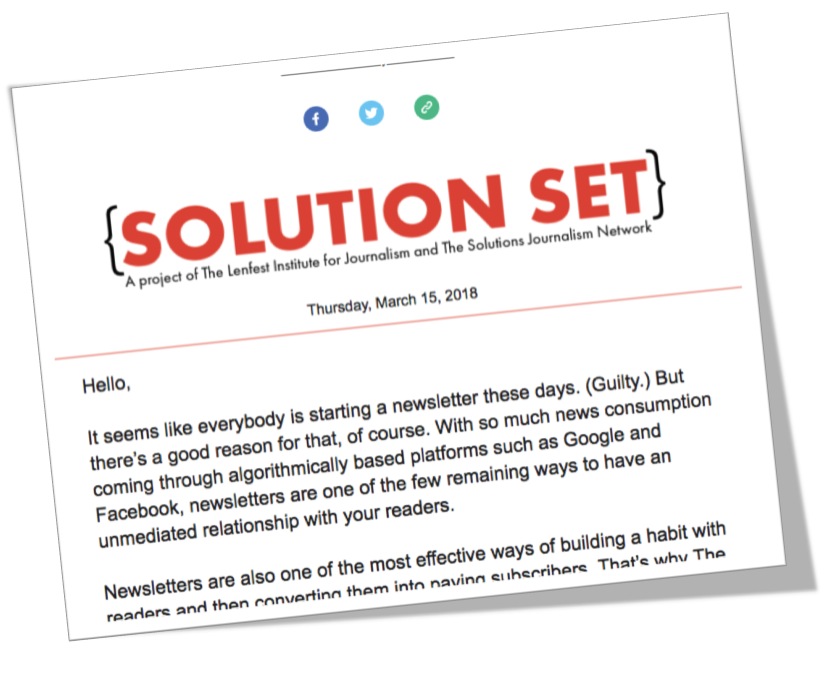 {SOLUTION SET}
A project of The Lenfest Institute for Journalism and The Solutions Journalism Network
Thursday, March 15, 2018
Hello,
It seems like everybody is starting a newsletter these days. (Guilty.) But
there's a good reason for that, of course. With so much news consumption
coming through algorithmically based platforms such as Google and
Facebook, newsletters are one of the few remaining ways to have an
unmediated relationship with your readers.
Newsletters are also one of the most effective ways of building a habit with
readers and then converting them into paying subscribers. That's why The